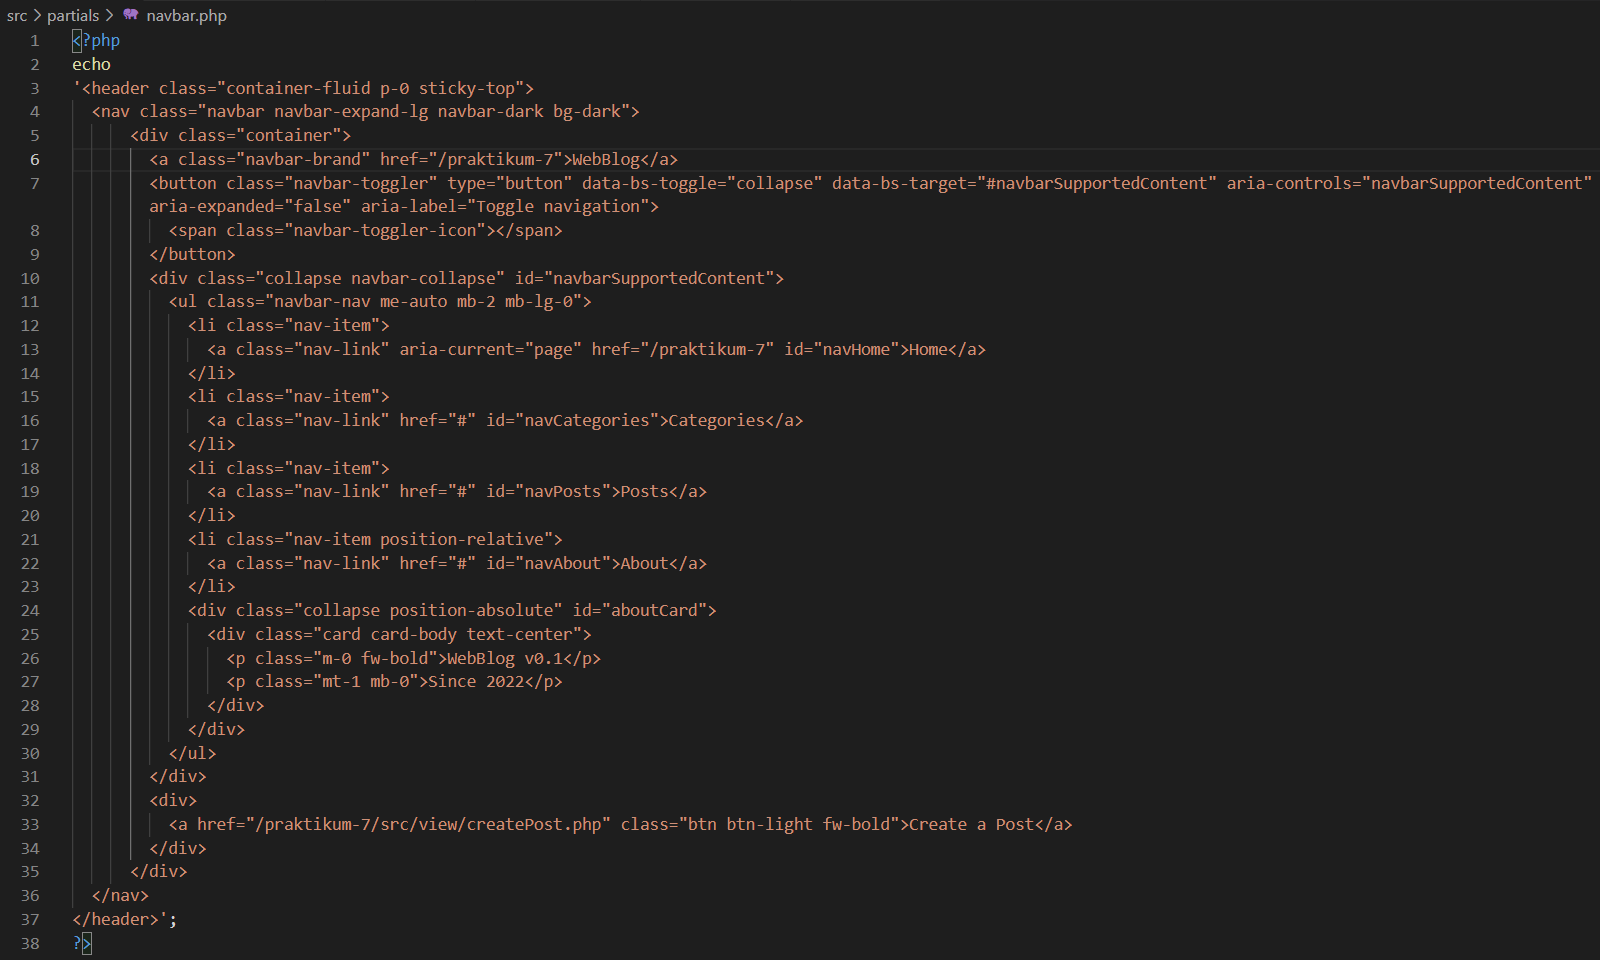 src > partials > navbar.php
1 <?php
2 echo
3 '<header class="container-fluid p-0 sticky-top">
4 <nav class="navbar navbar-expand-lg navbar-dark bg-dark">
5 <div class="container">
6 <a class="navbar-brand" href="/praktikum-7">WebBlog</a>
7 <button class="navbar-toggler" type="button" data-bs-toggle="collapse" data-bs-target="#navbarSupportedContent" aria-controls="navbarSupportedContent"
aria-expanded="false" aria-label="Toggle navigation">
8 <span class="navbar-toggler-icon"></span>
9 </button>
10 <div class="collapse navbar-collapse" id="navbarSupportedContent">
11 <ul class="navbar-nav me-auto mb-2 mb-lg-0">
12 <li class="nav-item">
13 <a class="nav-link" aria-current="page" href="/praktikum-7" id="navHome">Home</a>
14 </li>
15 <li class="nav-item">
16 <a class="nav-link" href="#" id="navCategories">Categories</a>
17 </li>
18 <li class="nav-item">
19 <a class="nav-link" href="#" id="navPosts">Posts</a>
20 </li>
21 <li class="nav-item position-relative">
22 <a class="nav-link" href="#" id="navAbout">About</a>
23 </li>
24 <div class="collapse position-absolute" id="aboutCard">
25 <div class="card card-body text-center">
26 <p class="m-0 fw-bold">WebBlog v0.1</p>
27 <p class="mt-1 mb-0">Since 2022</p>
28 </div>
29 </div>
30 </ul>
31 </div>
32 <div>
33 <a href="/praktikum-7/src/view/createPost.php" class="btn btn-light fw-bold">Create a Post</a>
34 </div>
35 </div>
36 </nav>
37 </header>';
38 ?>